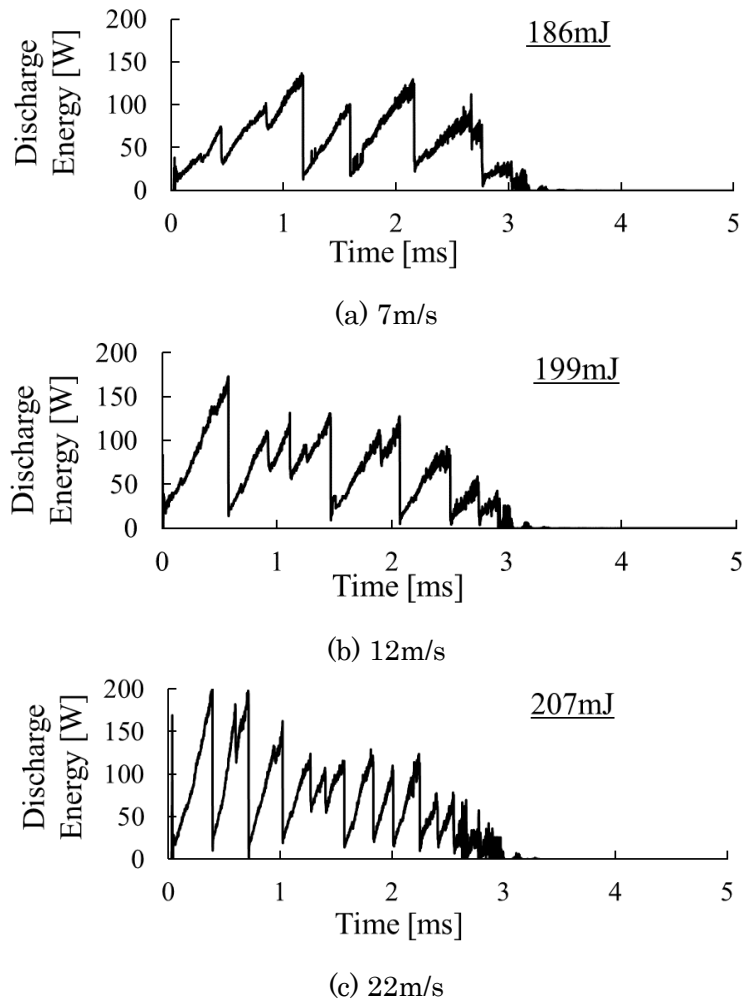 186mJ
Discharge
Energy [W]
200
150
100
50
0
0 1 2 3 4 5
Time [ms]
(a) 7m/s
199mJ
Discharge
Energy [W]
200
150
100
50
0
0 1 2 3 4 5
Time [ms]
(b) 12m/s
207mJ
Discharge
Energy [W]
200
150
100
50
0
0 1 2 3 4 5
Time [ms]
(c) 22m/s